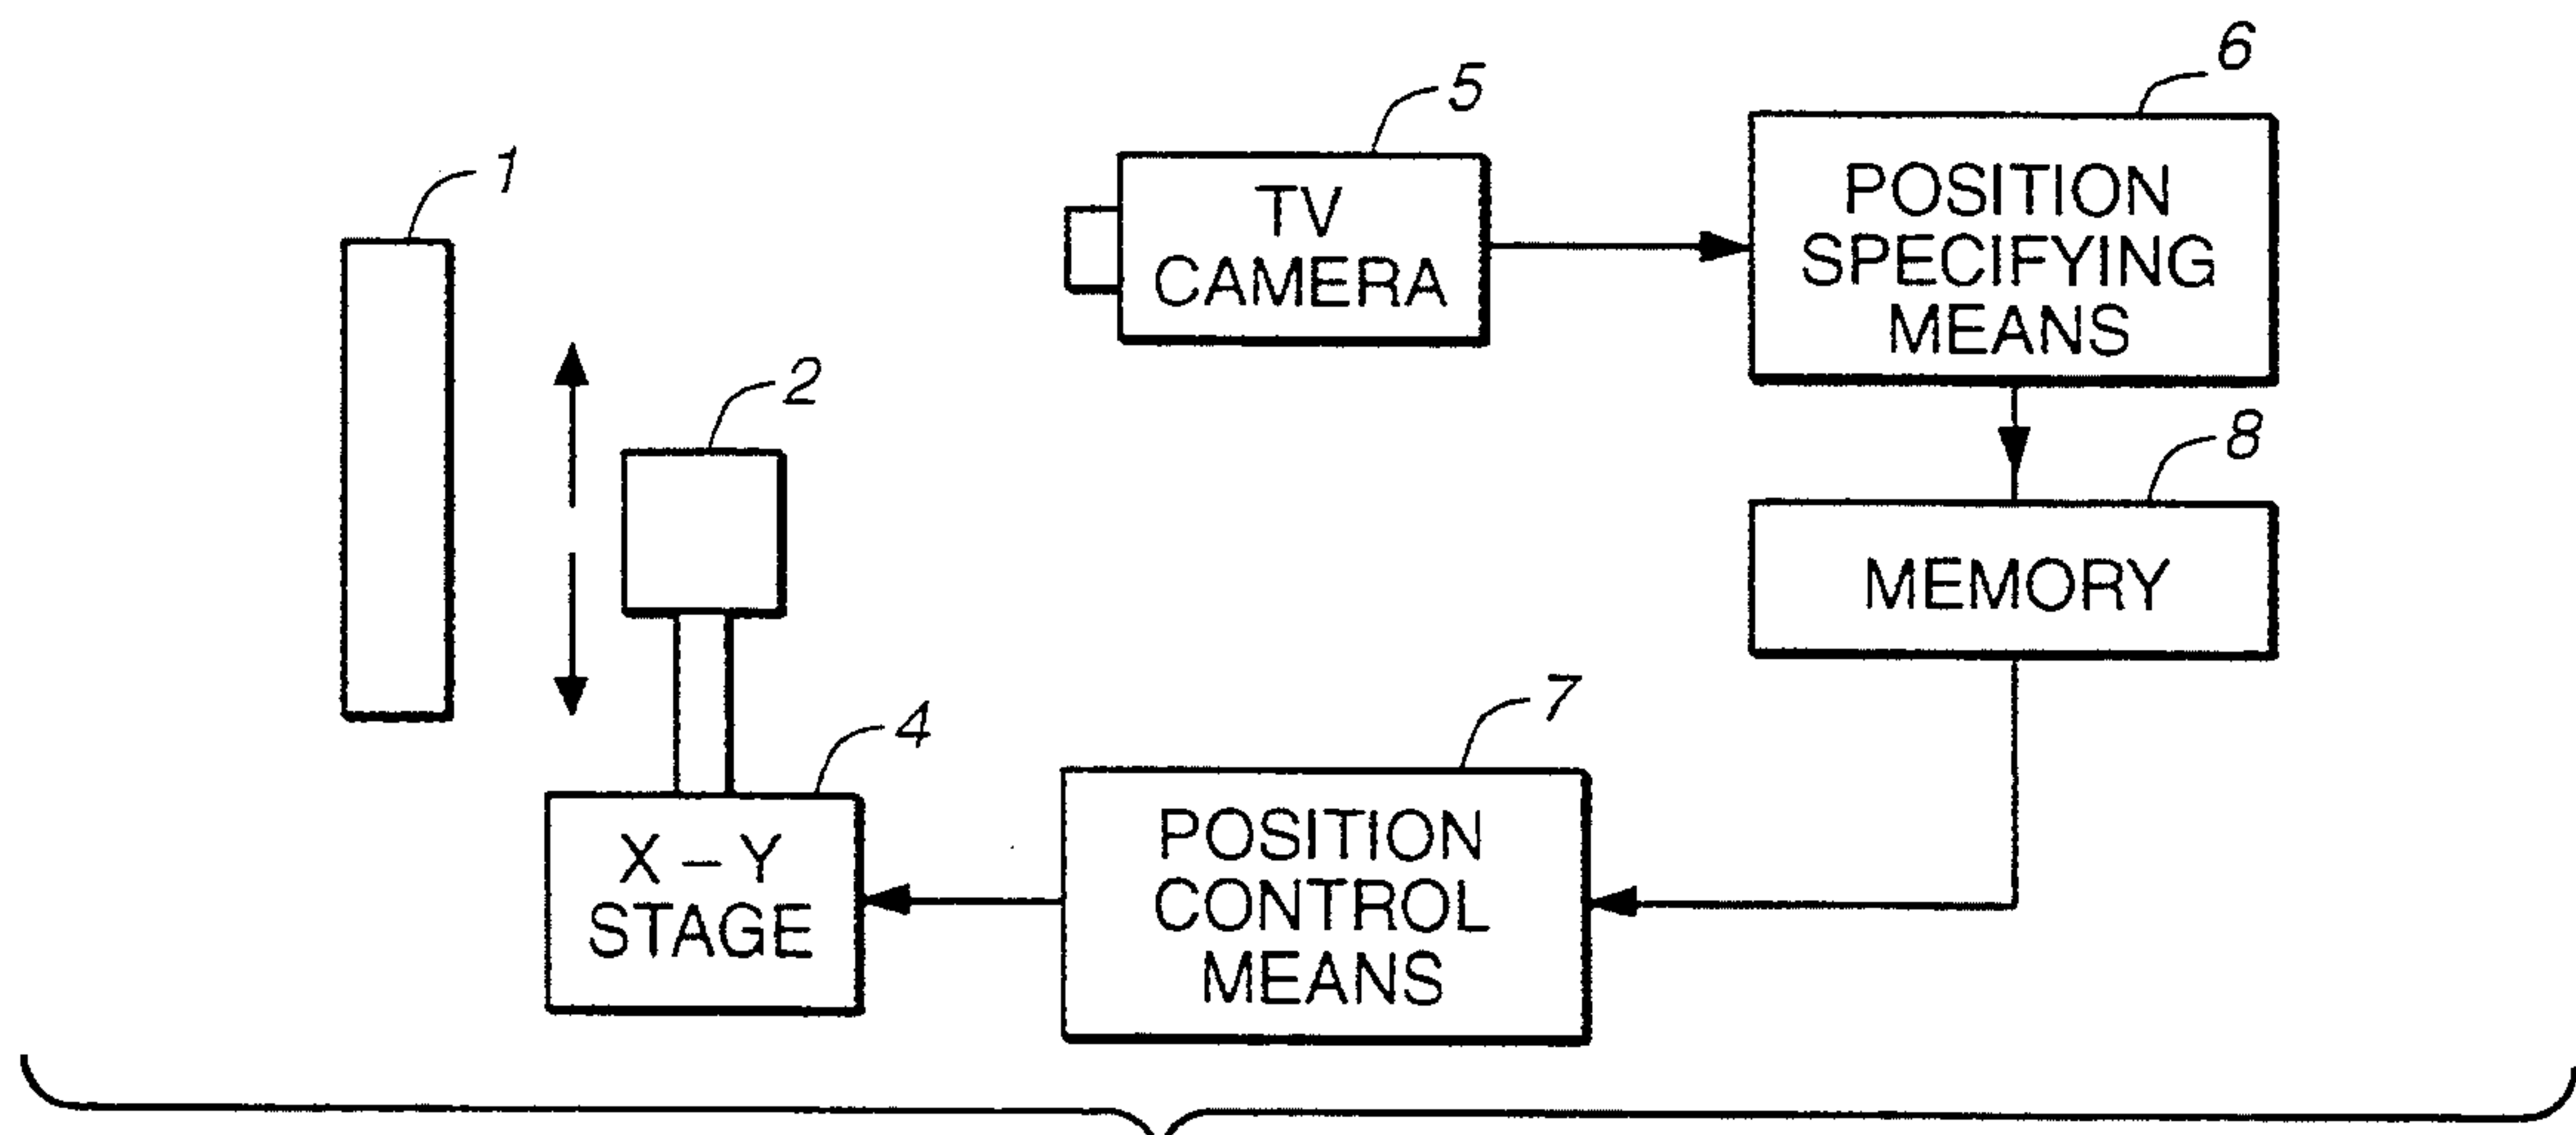 6
5
1
TV
CAMERA
POSITION
SPECIFYING
MEANS
2
8
MEMORY
4
7
X – Y
STAGE
POSITION
CONTROL
MEANS